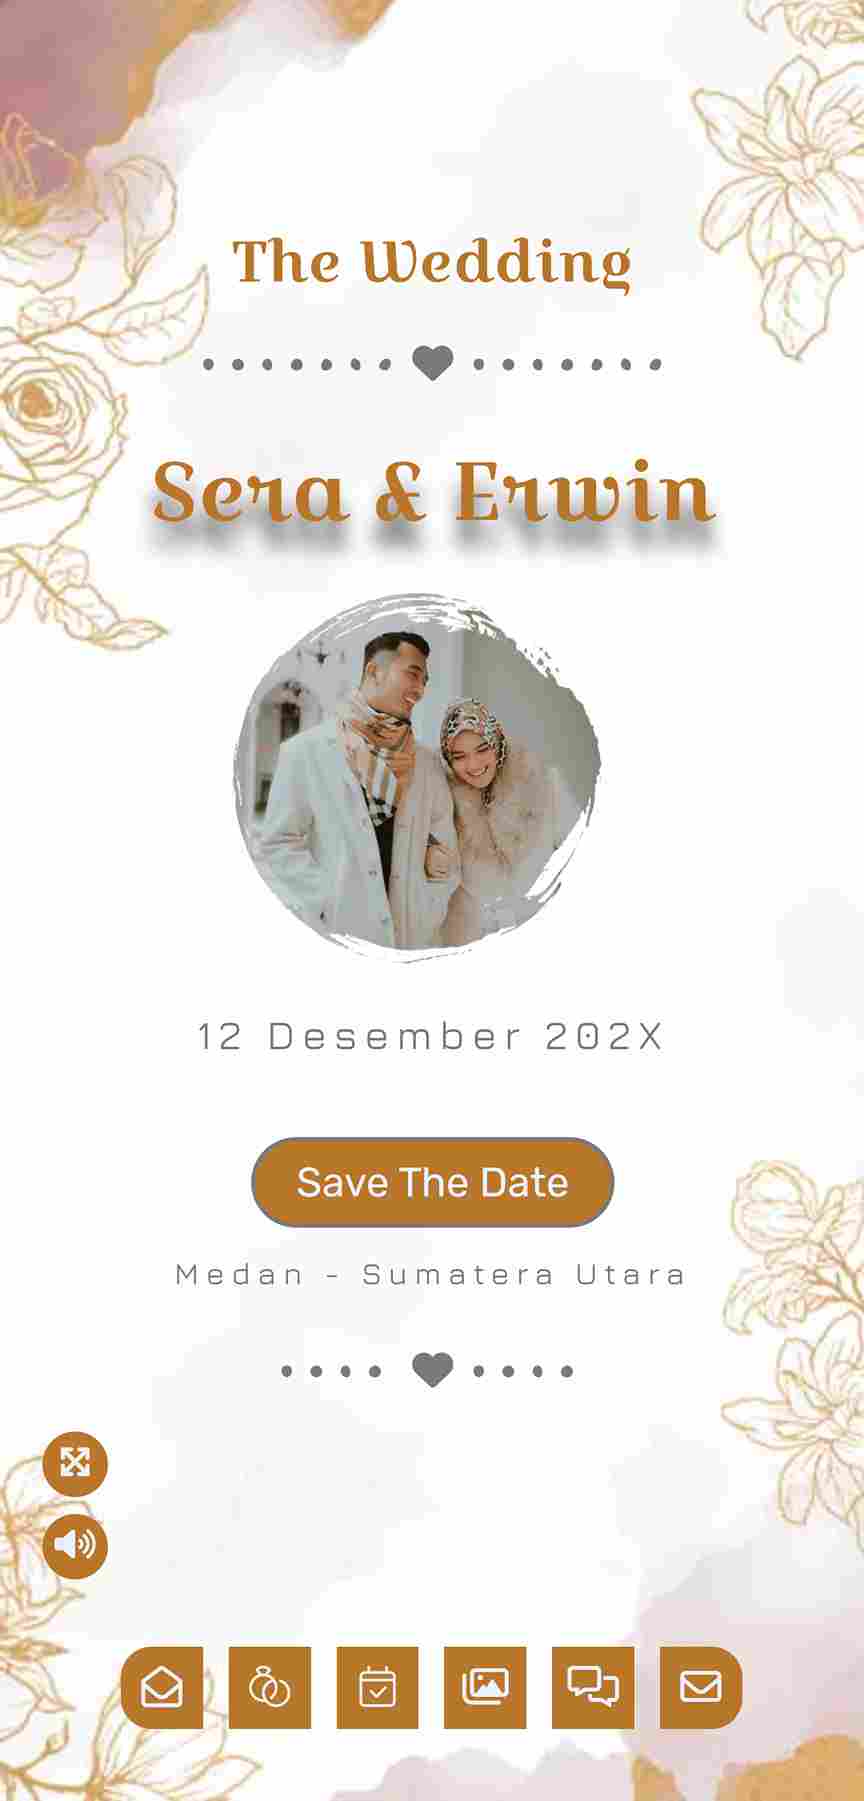 The Wedding
Sera & Erwin
12 Desember 202X
Save The Date
Medan - Sumatera Utara